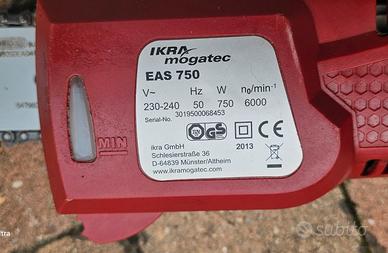 IKRA
mogatec
EAS 750
V~ Hz W n₀/min⁻¹
230-240 50 750 6000
Serial-No. 3019500068453
2013
ikra GmbH
Schlesierstraße 36
D-64839 Münster/Altheim
www.ikramogatec.com
MIN
subito